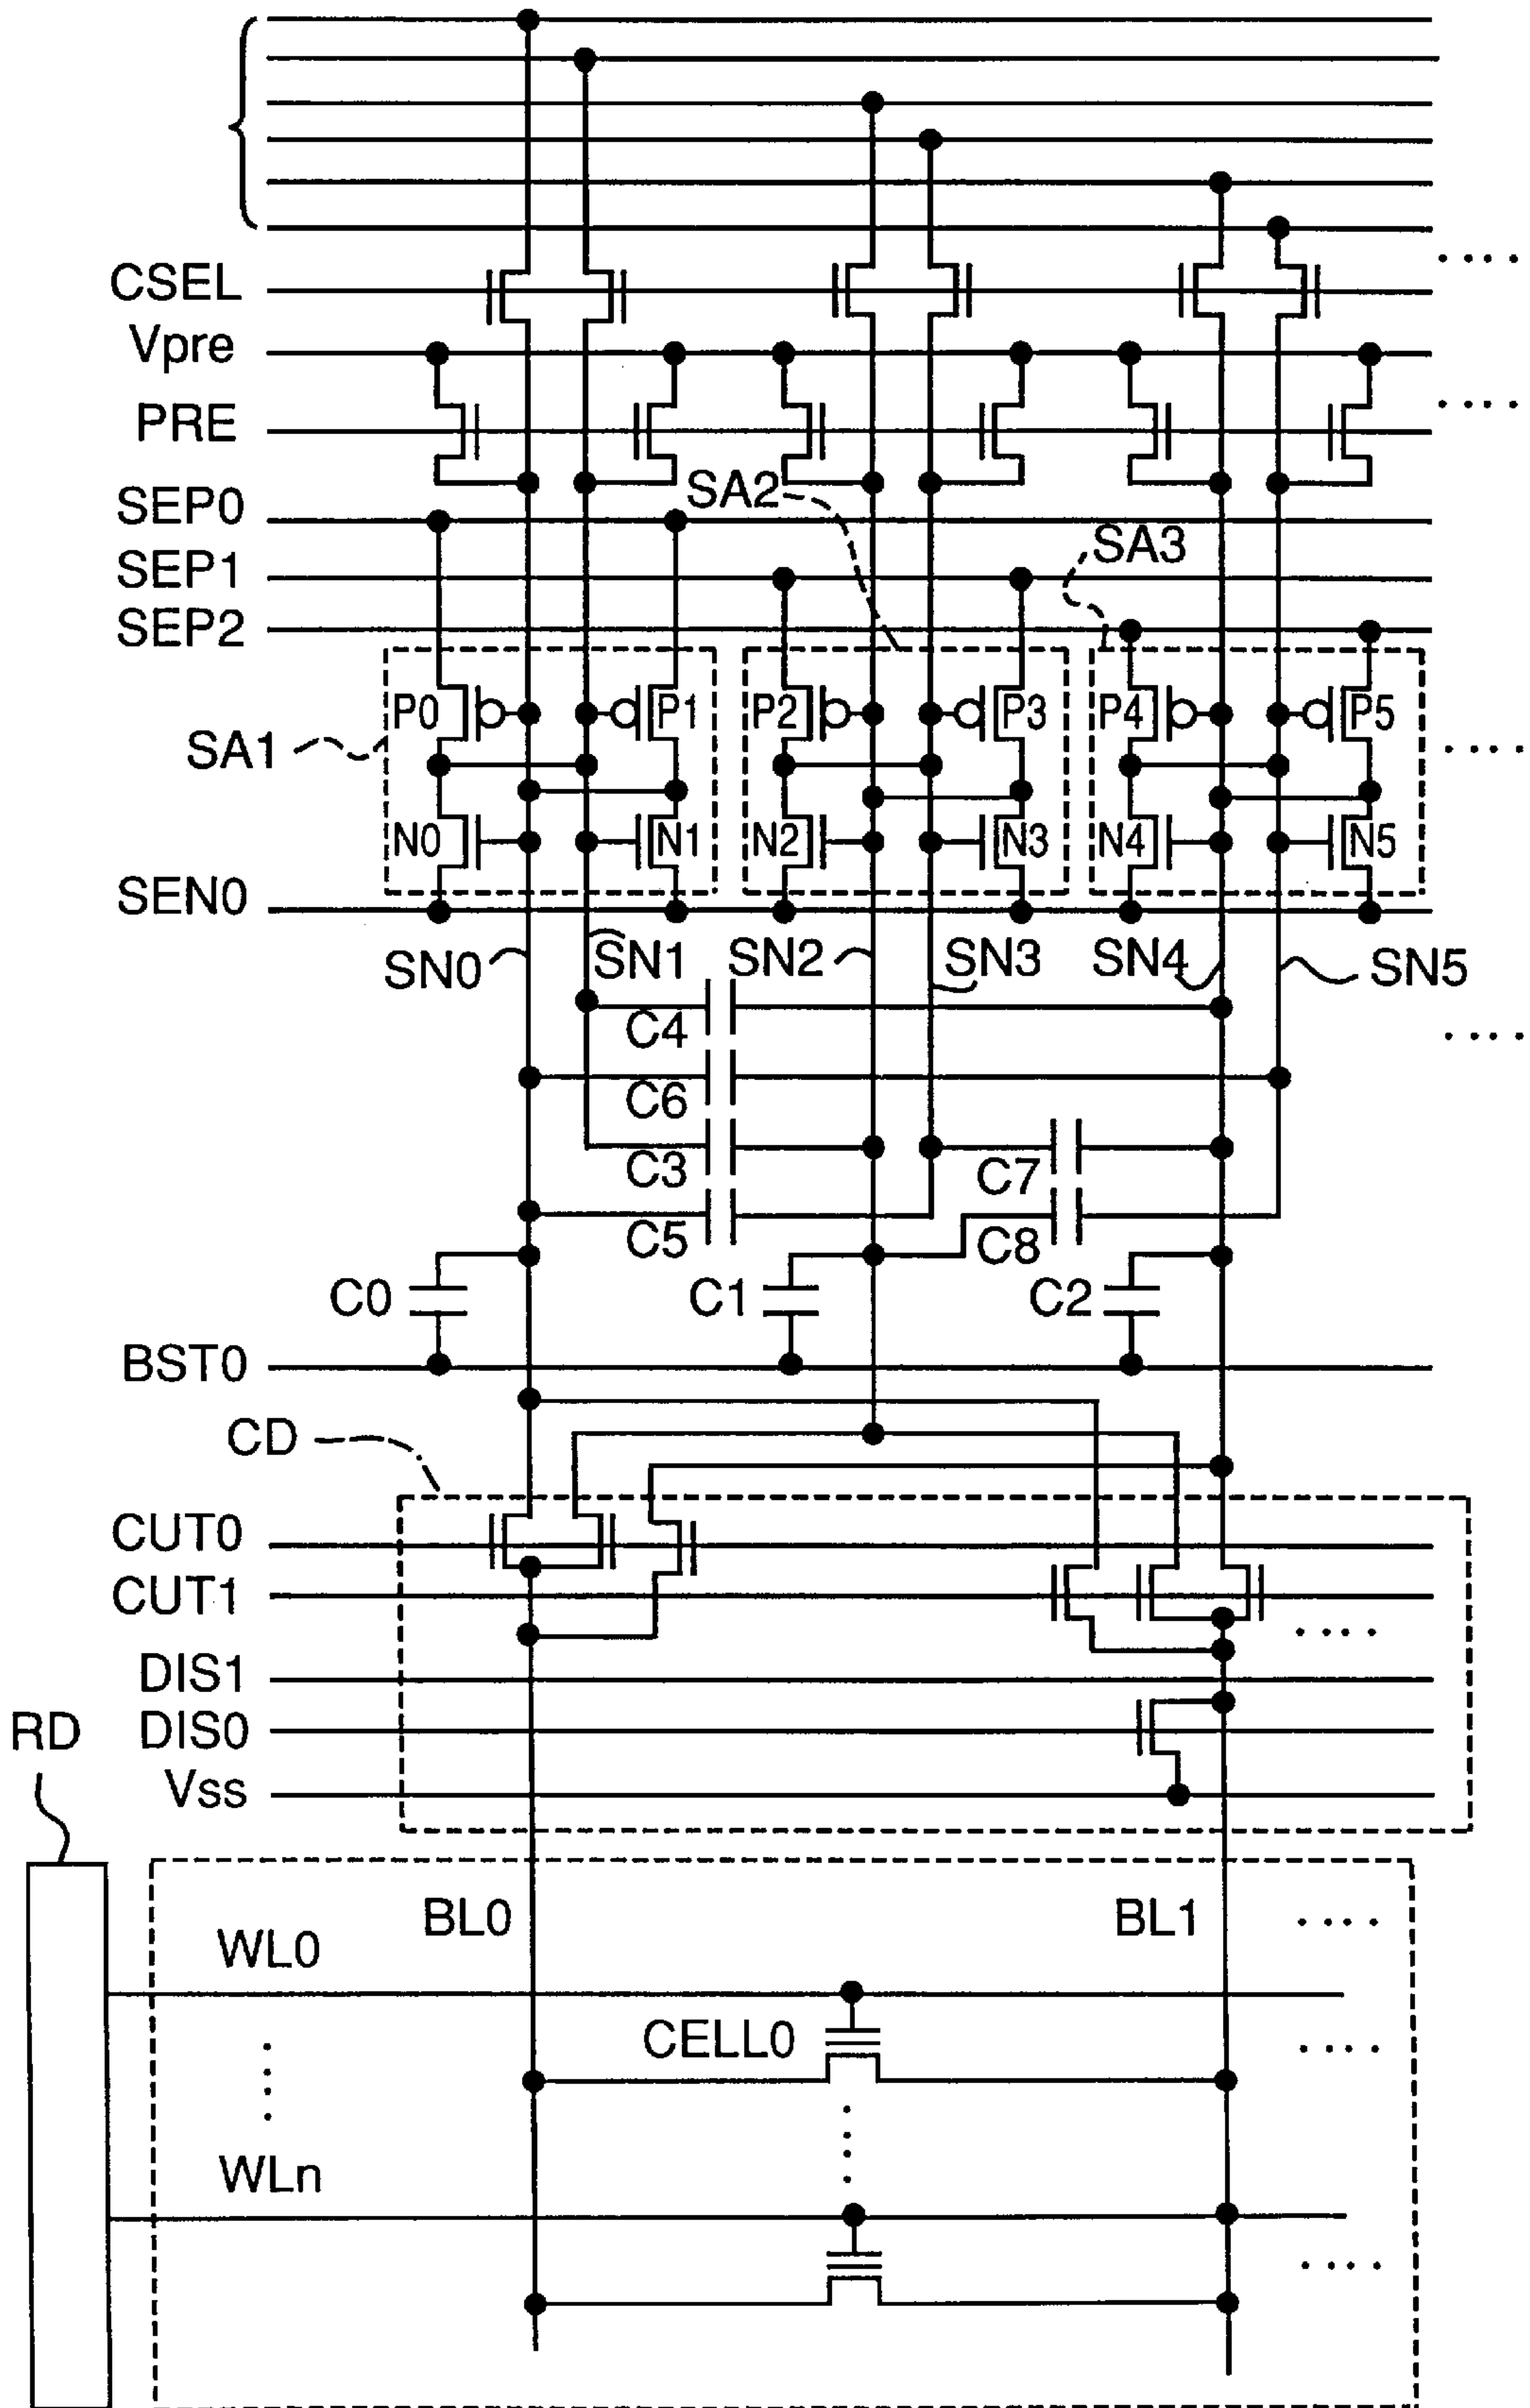 CSEL
Vpre
PRE
SEP0
SA2
SA3
SEP1
SEP2
P0 P1 P2 P3 P4 P5
SA1
N0 N1 N2 N3 N4 N5
SEN0
SN0 SN1 SN2 SN3 SN4 SN5
C4
C6
C3 C7
C5 C8
C0 C1 C2
BST0
CD
CUT0
CUT1
DIS1
RD DIS0
Vss
BL0 BL1
WL0
CELL0
WLn